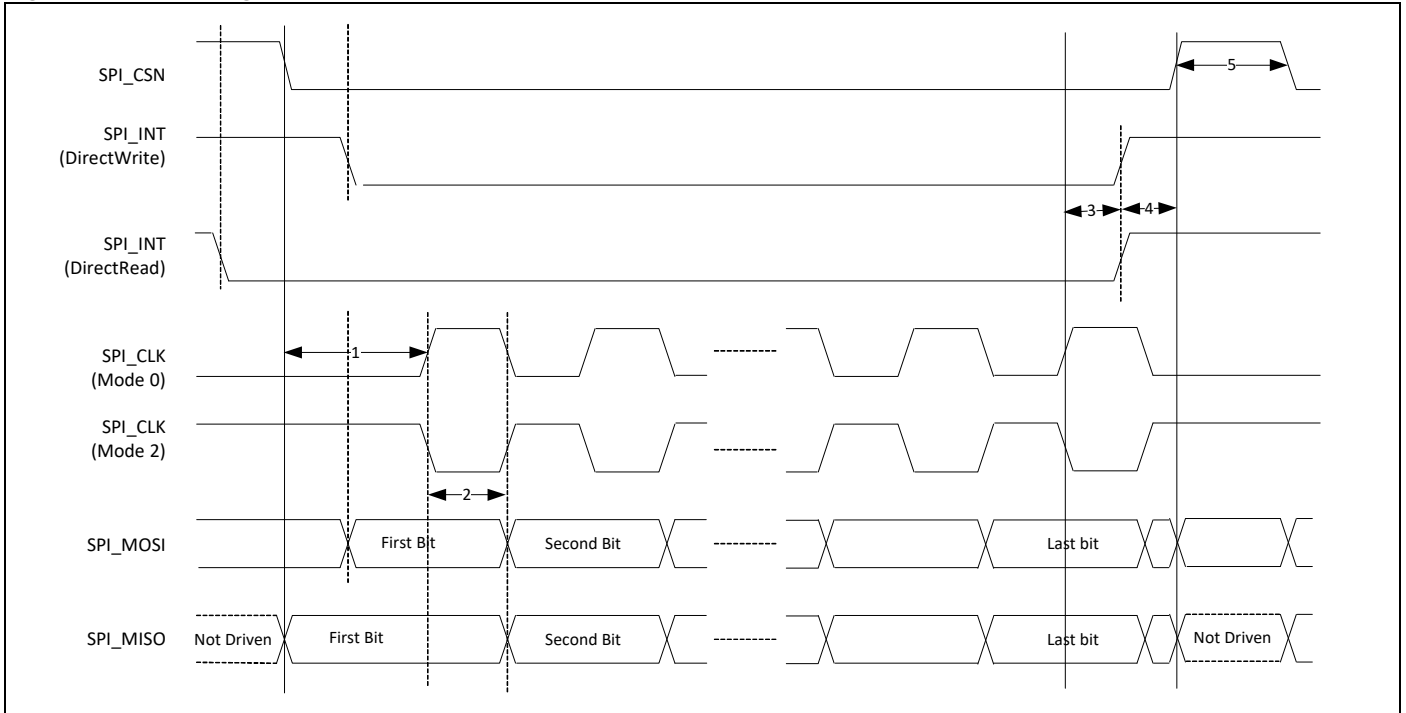 SPI_CSN
5
SPI_INT
(DirectWrite)
3
4
SPI_INT
(DirectRead)
1
SPI_CLK
(Mode 0)
SPI_CLK
(Mode 2)
2
SPI_MOSI
First Bit
Second Bit
Last bit
SPI_MISO
Not Driven
First Bit
Second Bit
Last bit
Not Driven